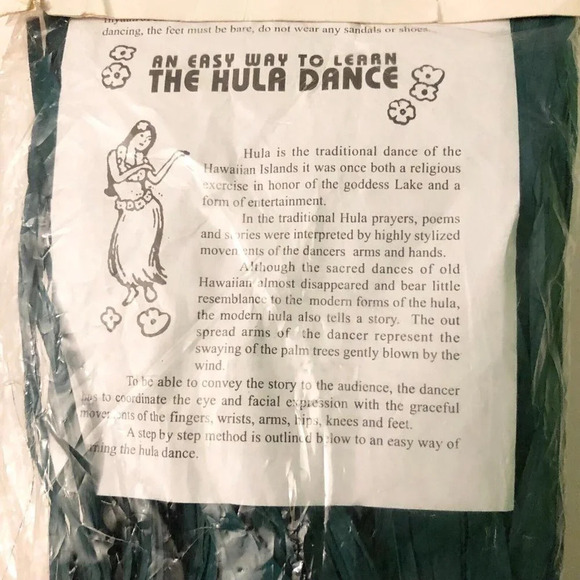 dancing, the feet must be bare, do not wear any sandals or shoes.
AN EASY WAY TO LEARN
THE HULA DANCE
Hula is the traditional dance of the
Hawaiian Islands it was once both a religious
exercise in honor of the goddess Lake and a
form of entertainment.
In the traditional Hula prayers, poems
and stories were interpreted by highly stylized
movements of the dancers arms and hands.
Although the sacred dances of old
Hawaiian almost disappeared and bear little
resemblance to the modern forms of the hula,
the modern hula also tells a story. The out
spread arms of the dancer represent the
swaying of the palm trees gently blown by the
wind.
To be able to convey the story to the audience, the dancer
has to coordinate the eye and facial expression with the graceful
movements of the fingers, wrists, arms, hips, knees and feet.
A step by step method is outlined below to an easy way of
the hula dance.